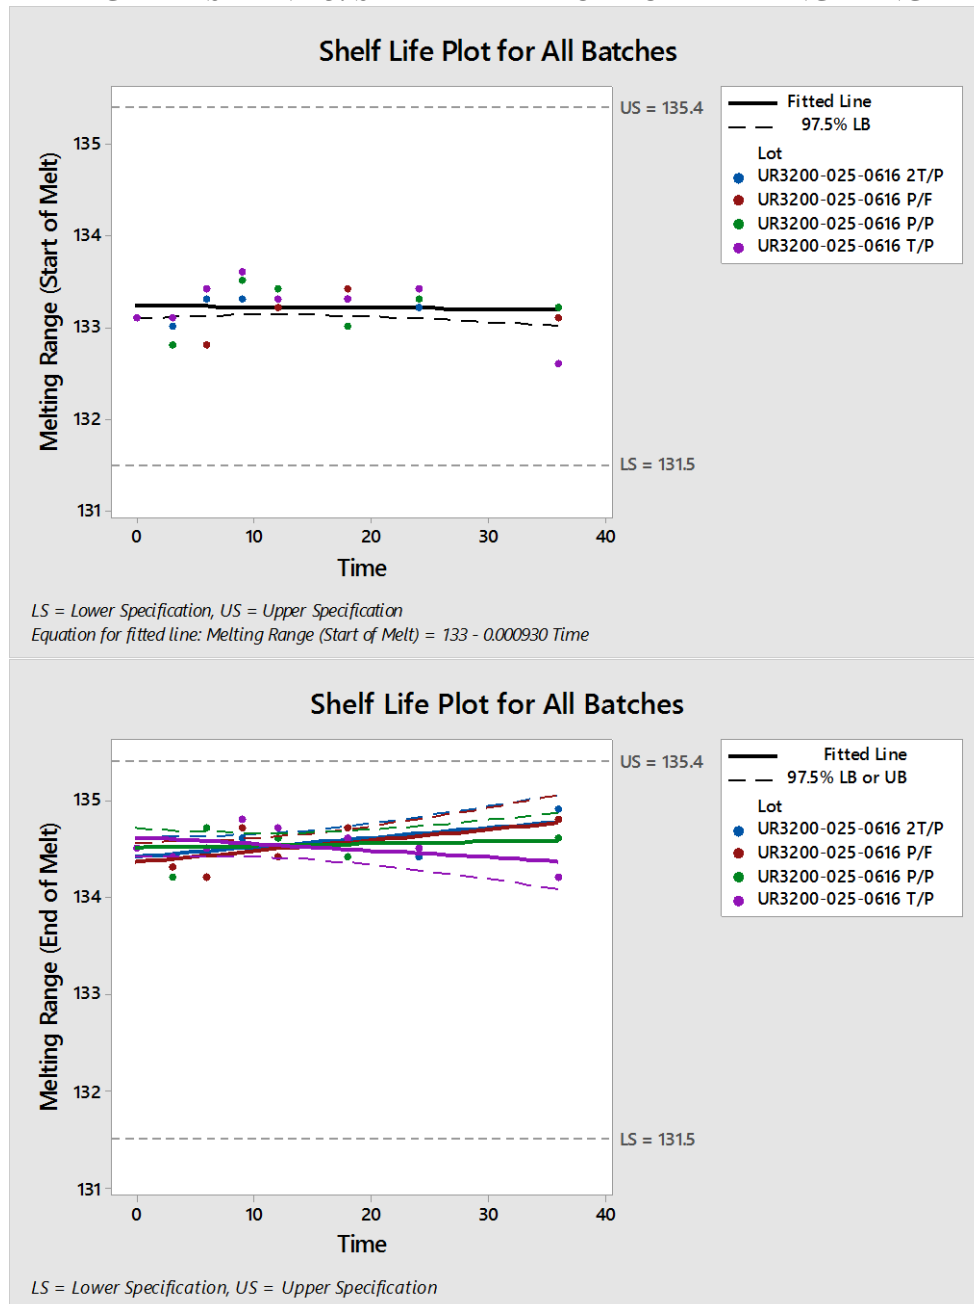 Shelf Life Plot for All Batches
US = 135.4
Fitted Line
97.5% LB
Lot
UR3200-025-0616 2T/P
UR3200-025-0616 P/F
UR3200-025-0616 P/P
UR3200-025-0616 T/P
Melting Range (Start of Melt)
135
134
133
132
131
LS = 131.5
0 10 20 30 40
Time
LS = Lower Specification, US = Upper Specification
Equation for fitted line: Melting Range (Start of Melt) = 133 - 0.000930 Time
Shelf Life Plot for All Batches
US = 135.4
Fitted Line
97.5% LB or UB
Lot
UR3200-025-0616 2T/P
UR3200-025-0616 P/F
UR3200-025-0616 P/P
UR3200-025-0616 T/P
Melting Range (End of Melt)
135
134
133
132
131
LS = 131.5
0 10 20 30 40
Time
LS = Lower Specification, US = Upper Specification